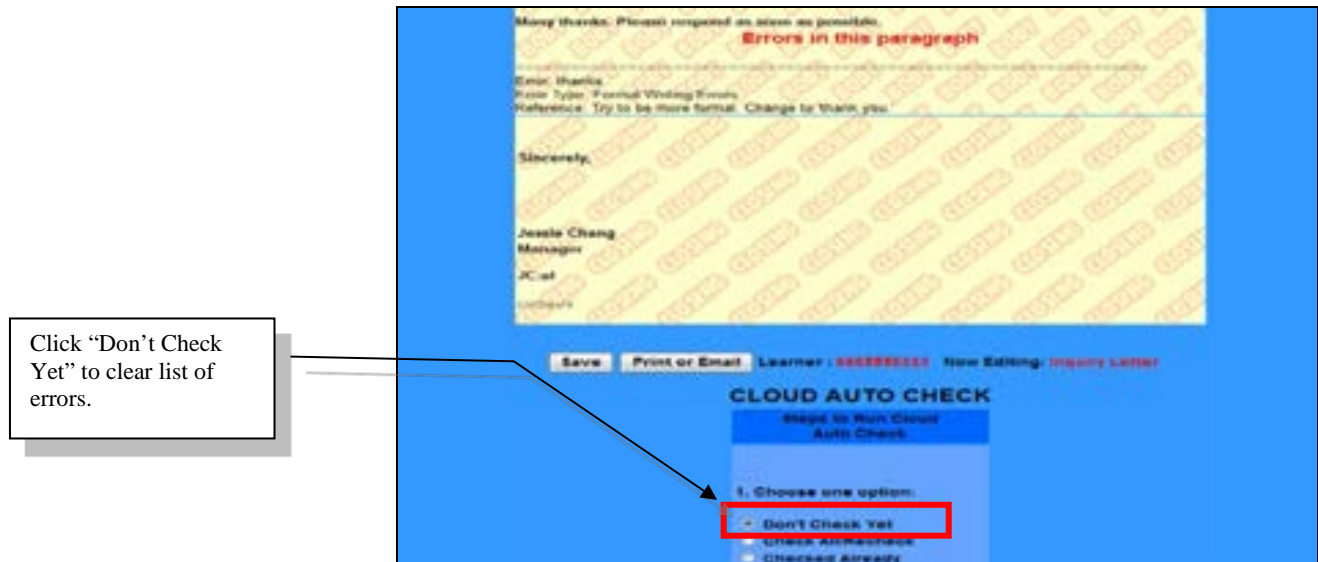 Many thanks. Please respond as soon as possible.
Errors in this paragraph
Error: thanks
Error Type: Formal Writing Errors
Reference: Try to be more formal. Change to 'thank you.'
Sincerely,
Jessie Chang
Manager
JC:al
Click “Don’t Check
Yet” to clear list of
errors.
Save Print or Email Learner : Now Editing: Inquiry Letter
CLOUD AUTO CHECK
Steps to Run Cloud
Auto Check
1. Choose one option:
Don't Check Yet
Check All/Recheck
Checked Already